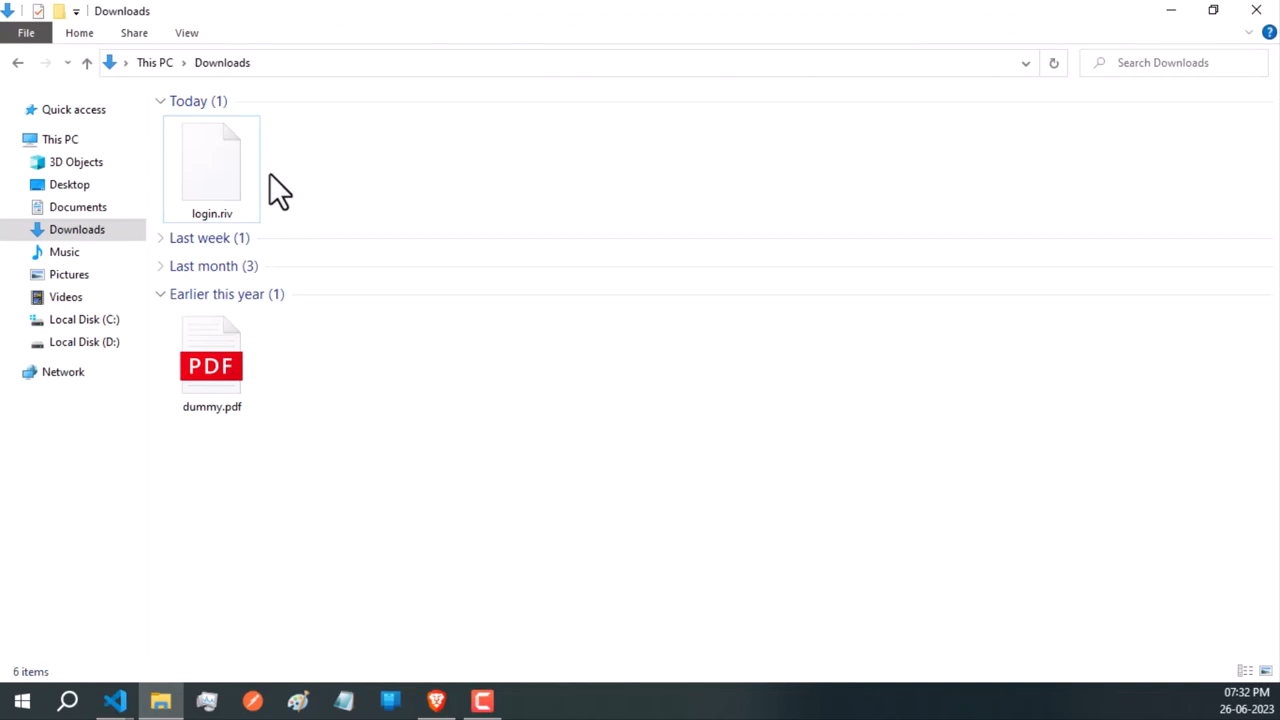 Downloads
File Home Share View
This PC Downloads
Search Downloads
Quick access
This PC
3D Objects
Desktop
Documents
Downloads
Music
Pictures
Videos
Local Disk (C:)
Local Disk (D:)
Network
Today (1)
login.riv
Last week (1)
Last month (3)
Earlier this year (1)
PDF
dummy.pdf
6 items
07:32 PM
26-06-2023